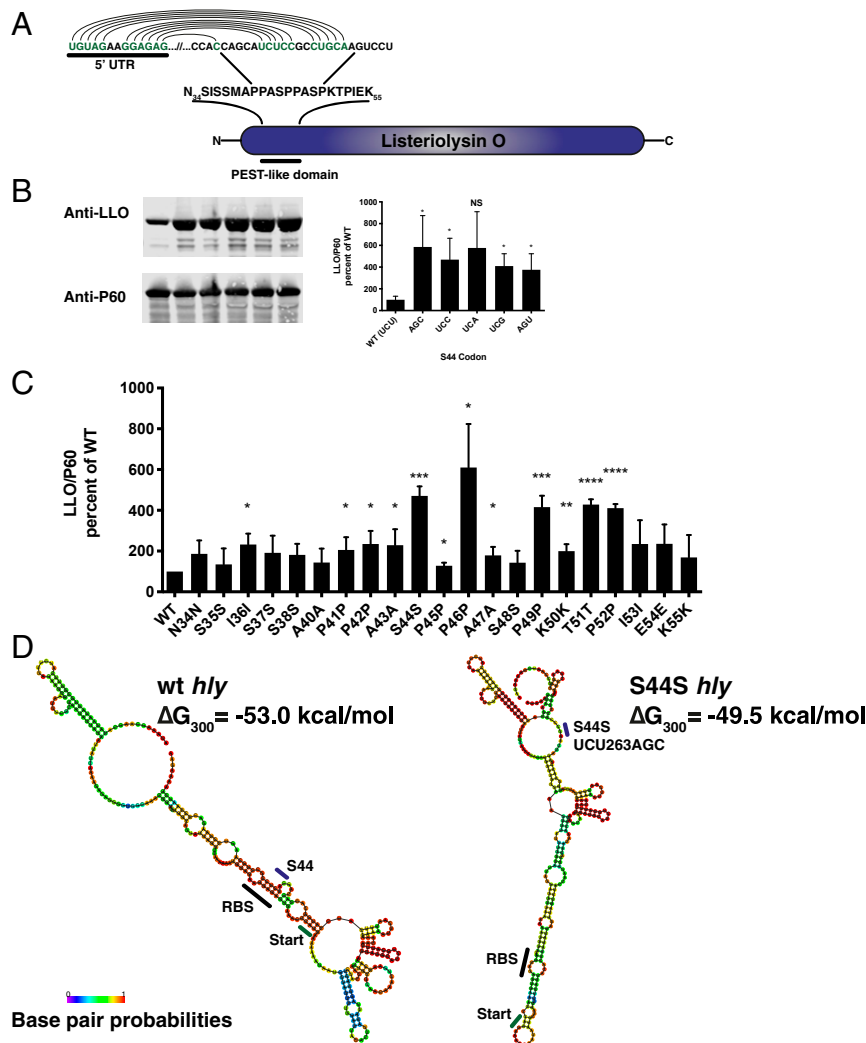 A
UGUAGAAGGAGAG...//...CCACCAGCAUCUCCGCCUGCAAGUCCU
5' UTR
N34SISSMAPPASPPASPKTPIEK55
N
Listeriolysin O
C
PEST-like domain
B
Anti-LLO
Anti-P60
LLO/P60
percent of WT
1000
800
600
400
200
0
*
*
NS
*
*
WT (UCU)
AGC
UCC
UCA
UCG
AGU
S44 Codon
C
LLO/P60
percent of WT
1000
800
600
400
200
0
*
*
*
*
***
*
*
*
***
**
****
****
WT
N34N
S35S
I36I
S37S
S38S
A40A
P41P
P42P
A43A
S44S
P45P
P46P
A47A
S48S
P49P
K50K
T51T
P52P
I53I
E54E
K55K
D
wt hly
ΔG300= -53.0 kcal/mol
S44
RBS
Start
S44S hly
ΔG300= -49.5 kcal/mol
S44S
UCU263AGC
RBS
Start
0 1
Base pair probabilities